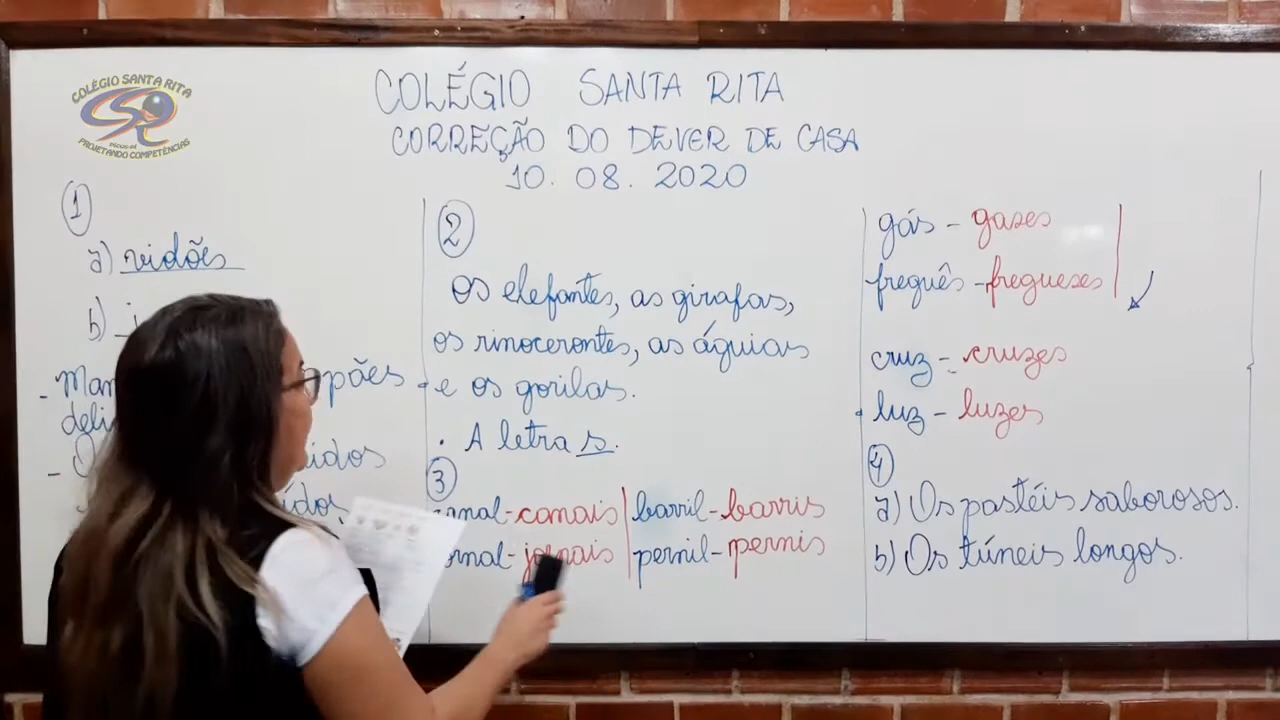 COLÉGIO SANTA RITA
PROJETANDO COMPETÊNCIAS
COLÉGIO SANTA RITA
CORREÇÃO DO DEVER DE CASA
10. 08. 2020
1
a) vidões
b)
pães
2
Os elefantes, as girafas,
os rinocerontes, as águias
e os gorilas.
· A letra s.
3
canais | barril - barris
jornais | pernil - pernis
gás - gases
freguês - fregueses
cruz - cruzes
luz - luzes
4
a) Os pastéis saborosos.
b) Os túneis longos.